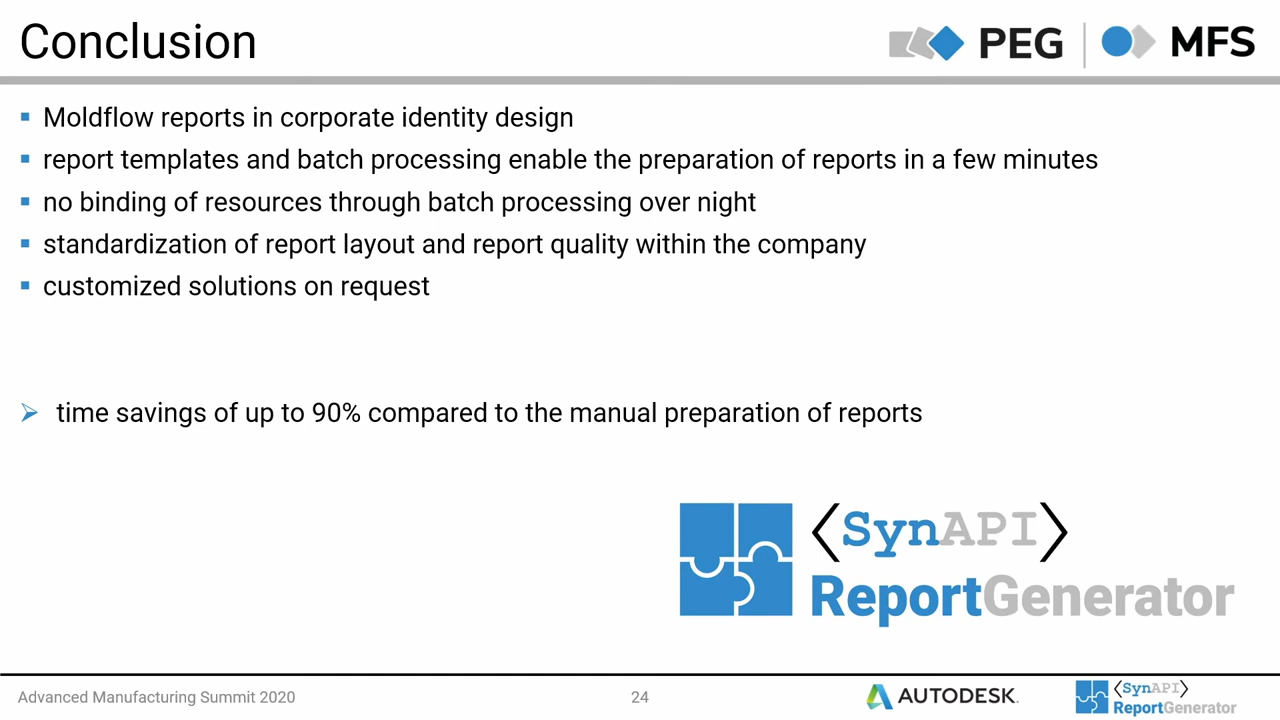 Conclusion
PEG | MFS
▪ Moldflow reports in corporate identity design
▪ report templates and batch processing enable the preparation of reports in a few minutes
▪ no binding of resources through batch processing over night
▪ standardization of report layout and report quality within the company
▪ customized solutions on request
➢ time savings of up to 90% compared to the manual preparation of reports
⟨SynAPI⟩
ReportGenerator
Advanced Manufacturing Summit 2020
24
AUTODESK.
⟨SynAPI⟩
ReportGenerator